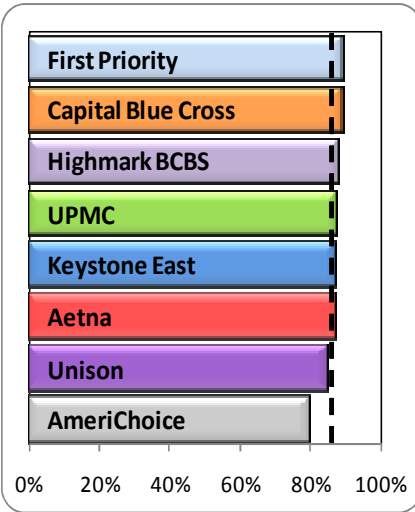 First Priority
Capital Blue Cross
Highmark BCBS
UPMC
Keystone East
Aetna
Unison
AmeriChoice
0% 20% 40% 60% 80% 100%